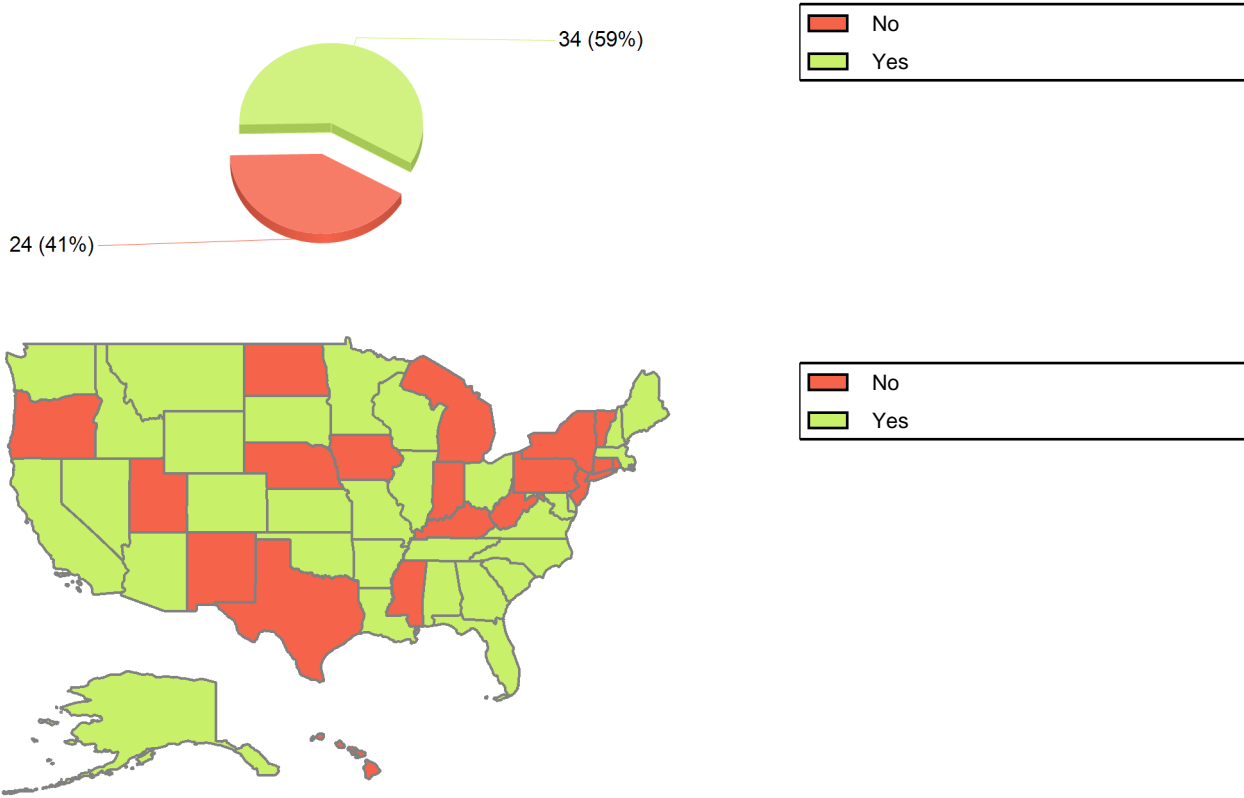 34 (59%)
24 (41%)
No
Yes
No
Yes